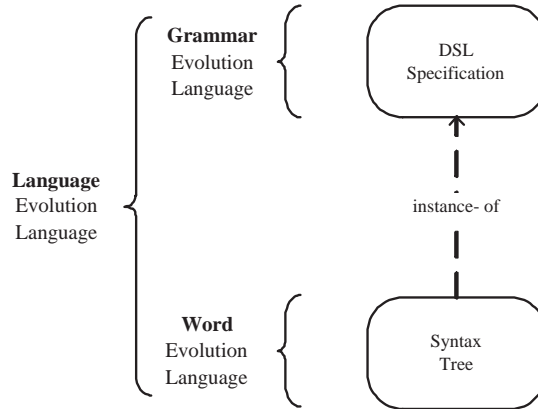 Grammar
Evolution
Language
DSL
Specification
Language
Evolution
Language
instance- of
Word
Evolution
Language
Syntax
Tree